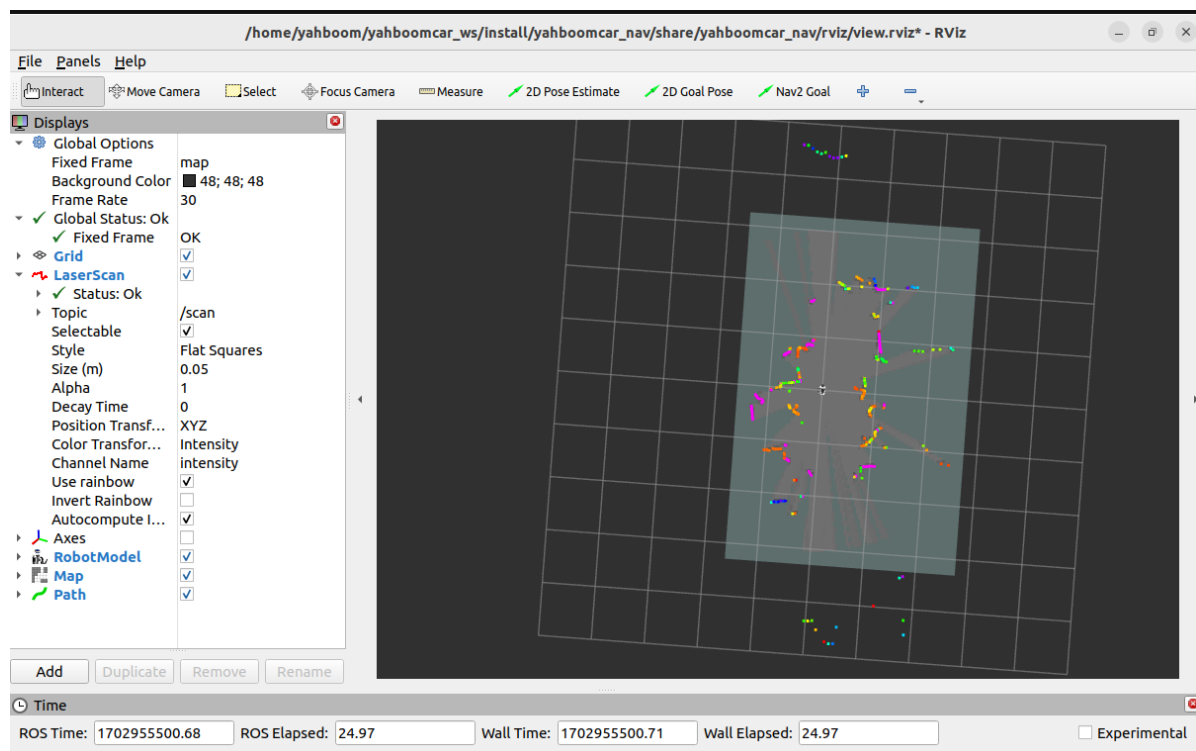 /home/yahboom/yahboomcar_ws/install/yahboomcar_nav/share/yahboomcar_nav/rviz/view.rviz* - RViz
File Panels Help
Interact Move Camera Select Focus Camera Measure 2D Pose Estimate 2D Goal Pose Nav2 Goal
Displays
Global Options
Fixed Frame map
Background Color 48; 48; 48
Frame Rate 30
Global Status: Ok
Fixed Frame OK
Grid
LaserScan
Status: Ok
Topic /scan
Selectable
Style Flat Squares
Size (m) 0.05
Alpha 1
Decay Time 0
Position Transf... XYZ
Color Transfor... Intensity
Channel Name intensity
Use rainbow
Invert Rainbow
Autocompute I...
Axes
RobotModel
Map
Path
Add Duplicate Remove Rename
Time
ROS Time: 1702955500.68 ROS Elapsed: 24.97 Wall Time: 1702955500.71 Wall Elapsed: 24.97 Experimental